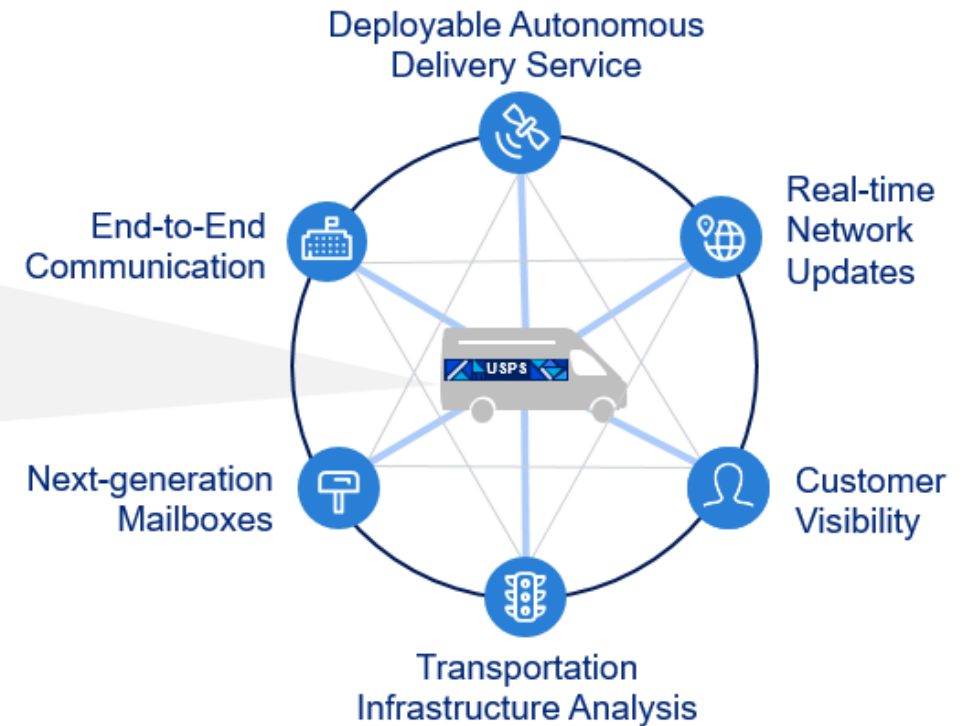 Deployable Autonomous
Delivery Service
Real-time
Network
Updates
End-to-End
Communication
USPS
Next-generation
Mailboxes
Customer
Visibility
Transportation
Infrastructure Analysis